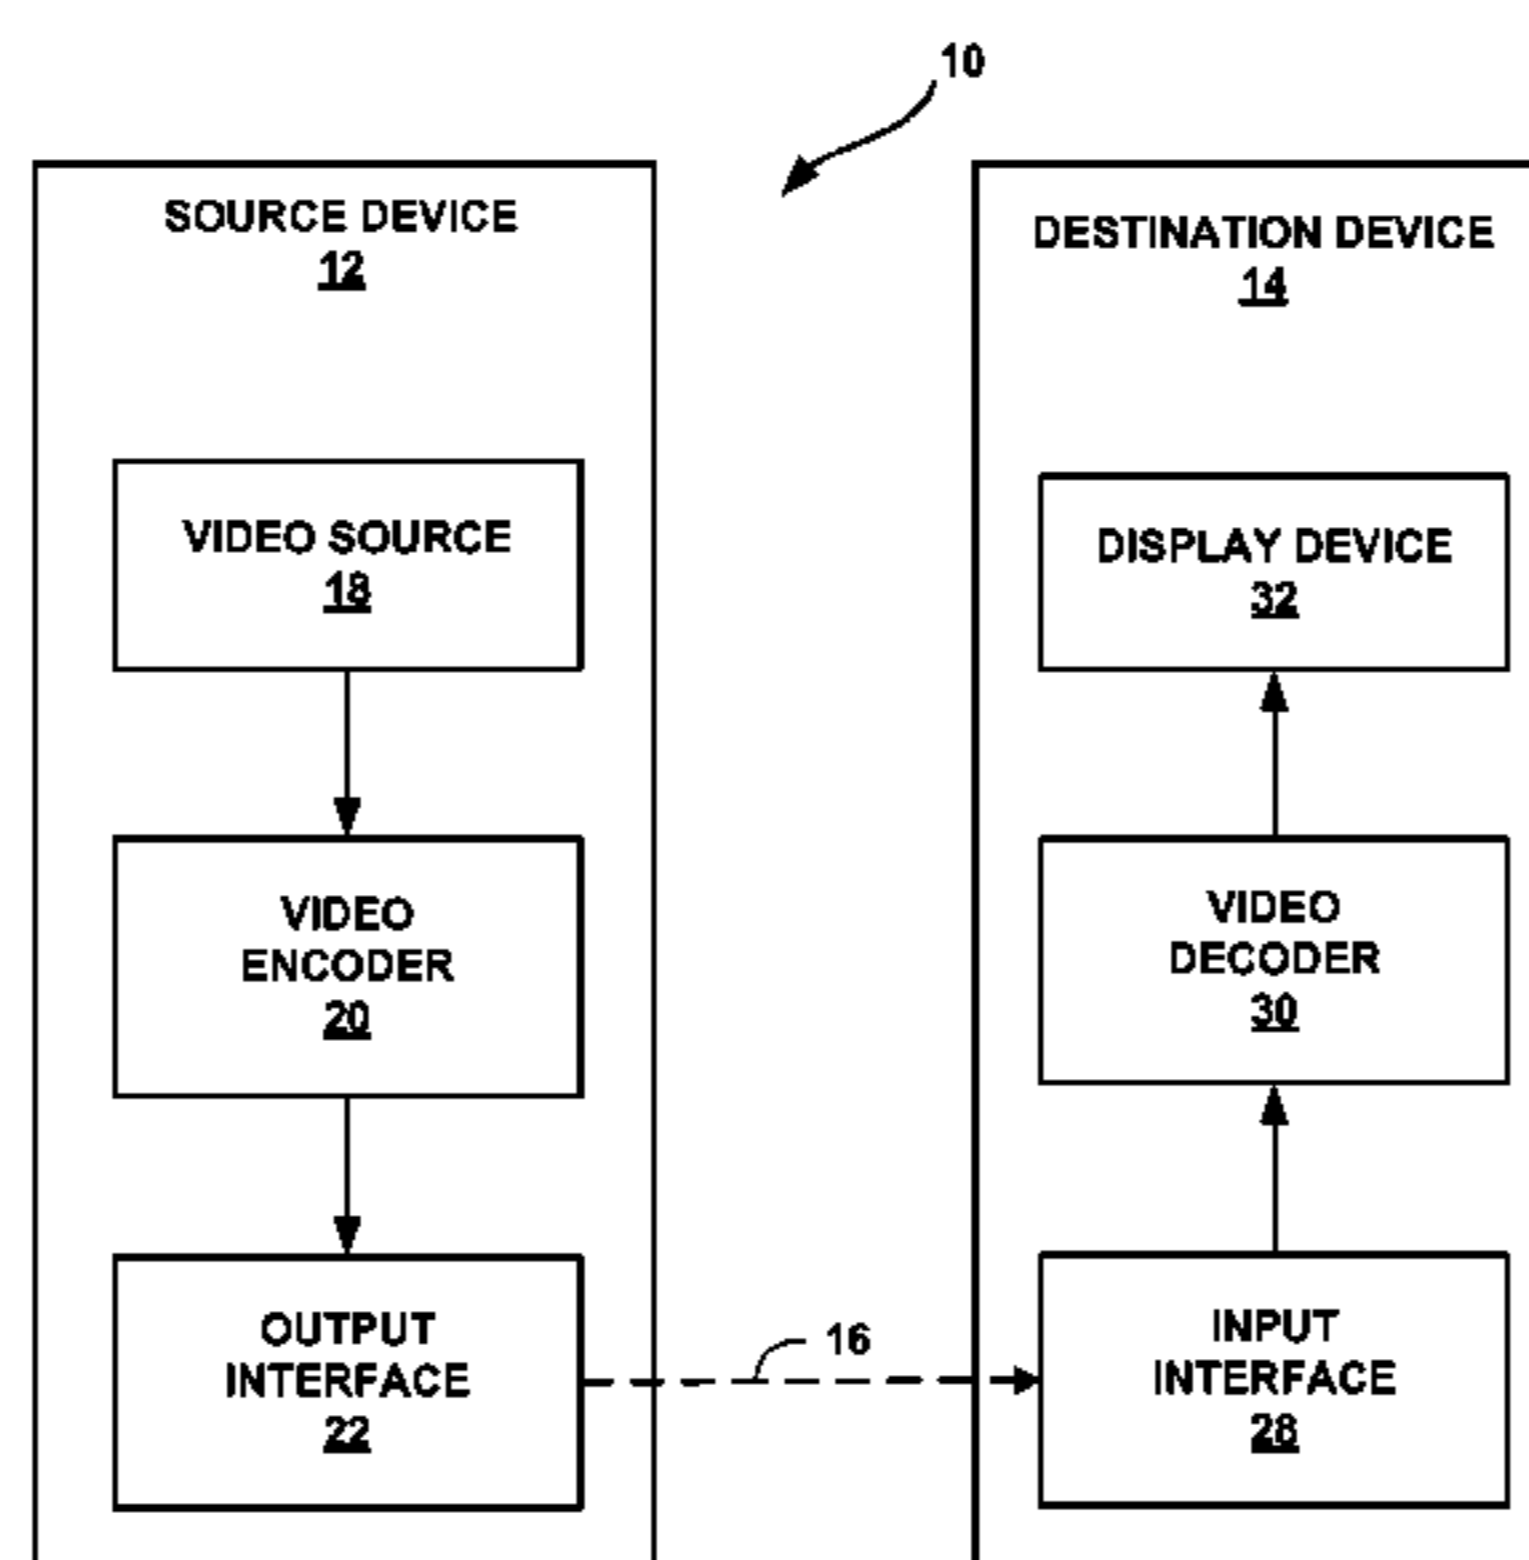 10
SOURCE DEVICE
12
VIDEO SOURCE
18
VIDEO
ENCODER
20
OUTPUT
INTERFACE
22
16
DESTINATION DEVICE
14
DISPLAY DEVICE
32
VIDEO
DECODER
30
INPUT
INTERFACE
28